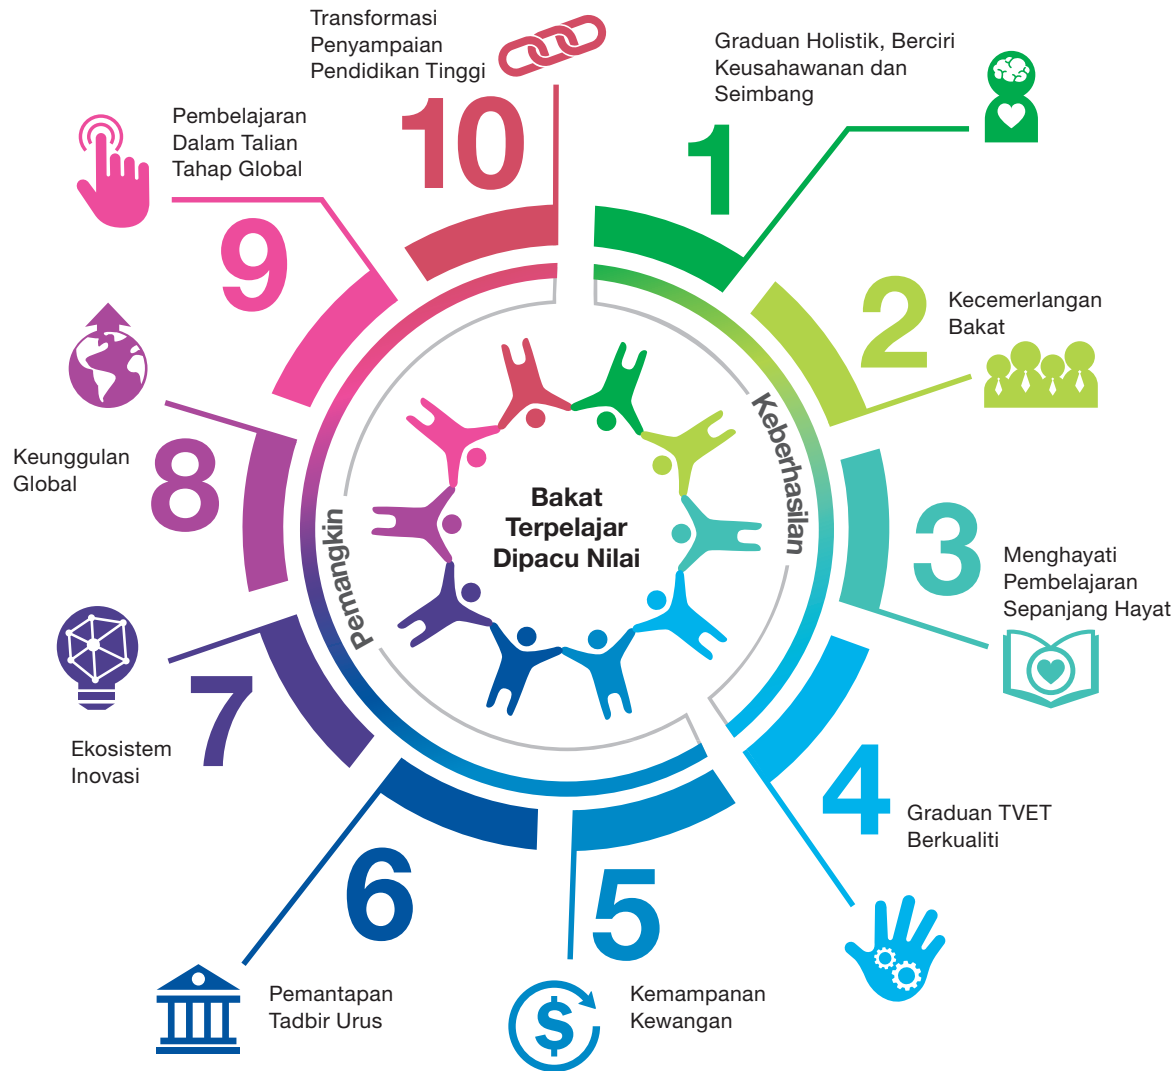 1
Graduan Holistik, Berciri
Keusahawanan dan
Seimbang
2
Kecemerlangan
Bakat
3
Menghayati
Pembelajaran
Sepanjang Hayat
4
Graduan TVET
Berkualiti
5
Kemampanan
Kewangan
6
Pemantapan
Tadbir Urus
7
Ekosistem
Inovasi
8
Keunggulan
Global
9
Pembelajaran
Dalam Talian
Tahap Global
10
Transformasi
Penyampaian
Pendidikan Tinggi
Keberhasilan
Pemangkin
Bakat
Terpelajar
Dipacu Nilai
$